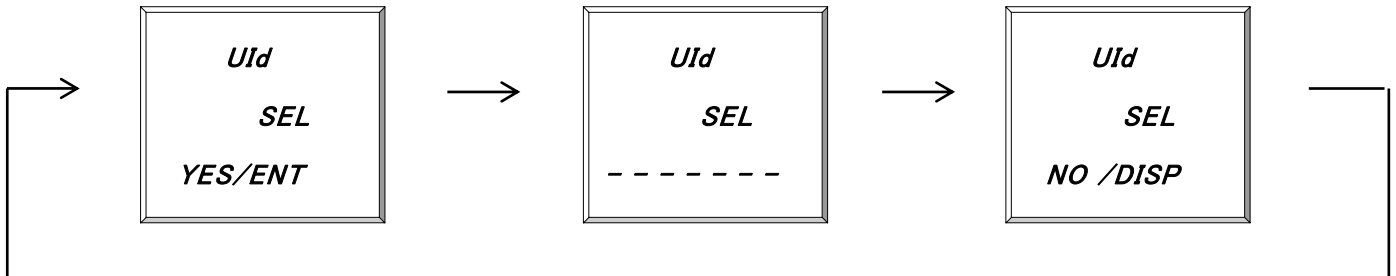 UId
SEL
YES/ENT
UId
SEL
- - - - - - -
UId
SEL
NO /DISP